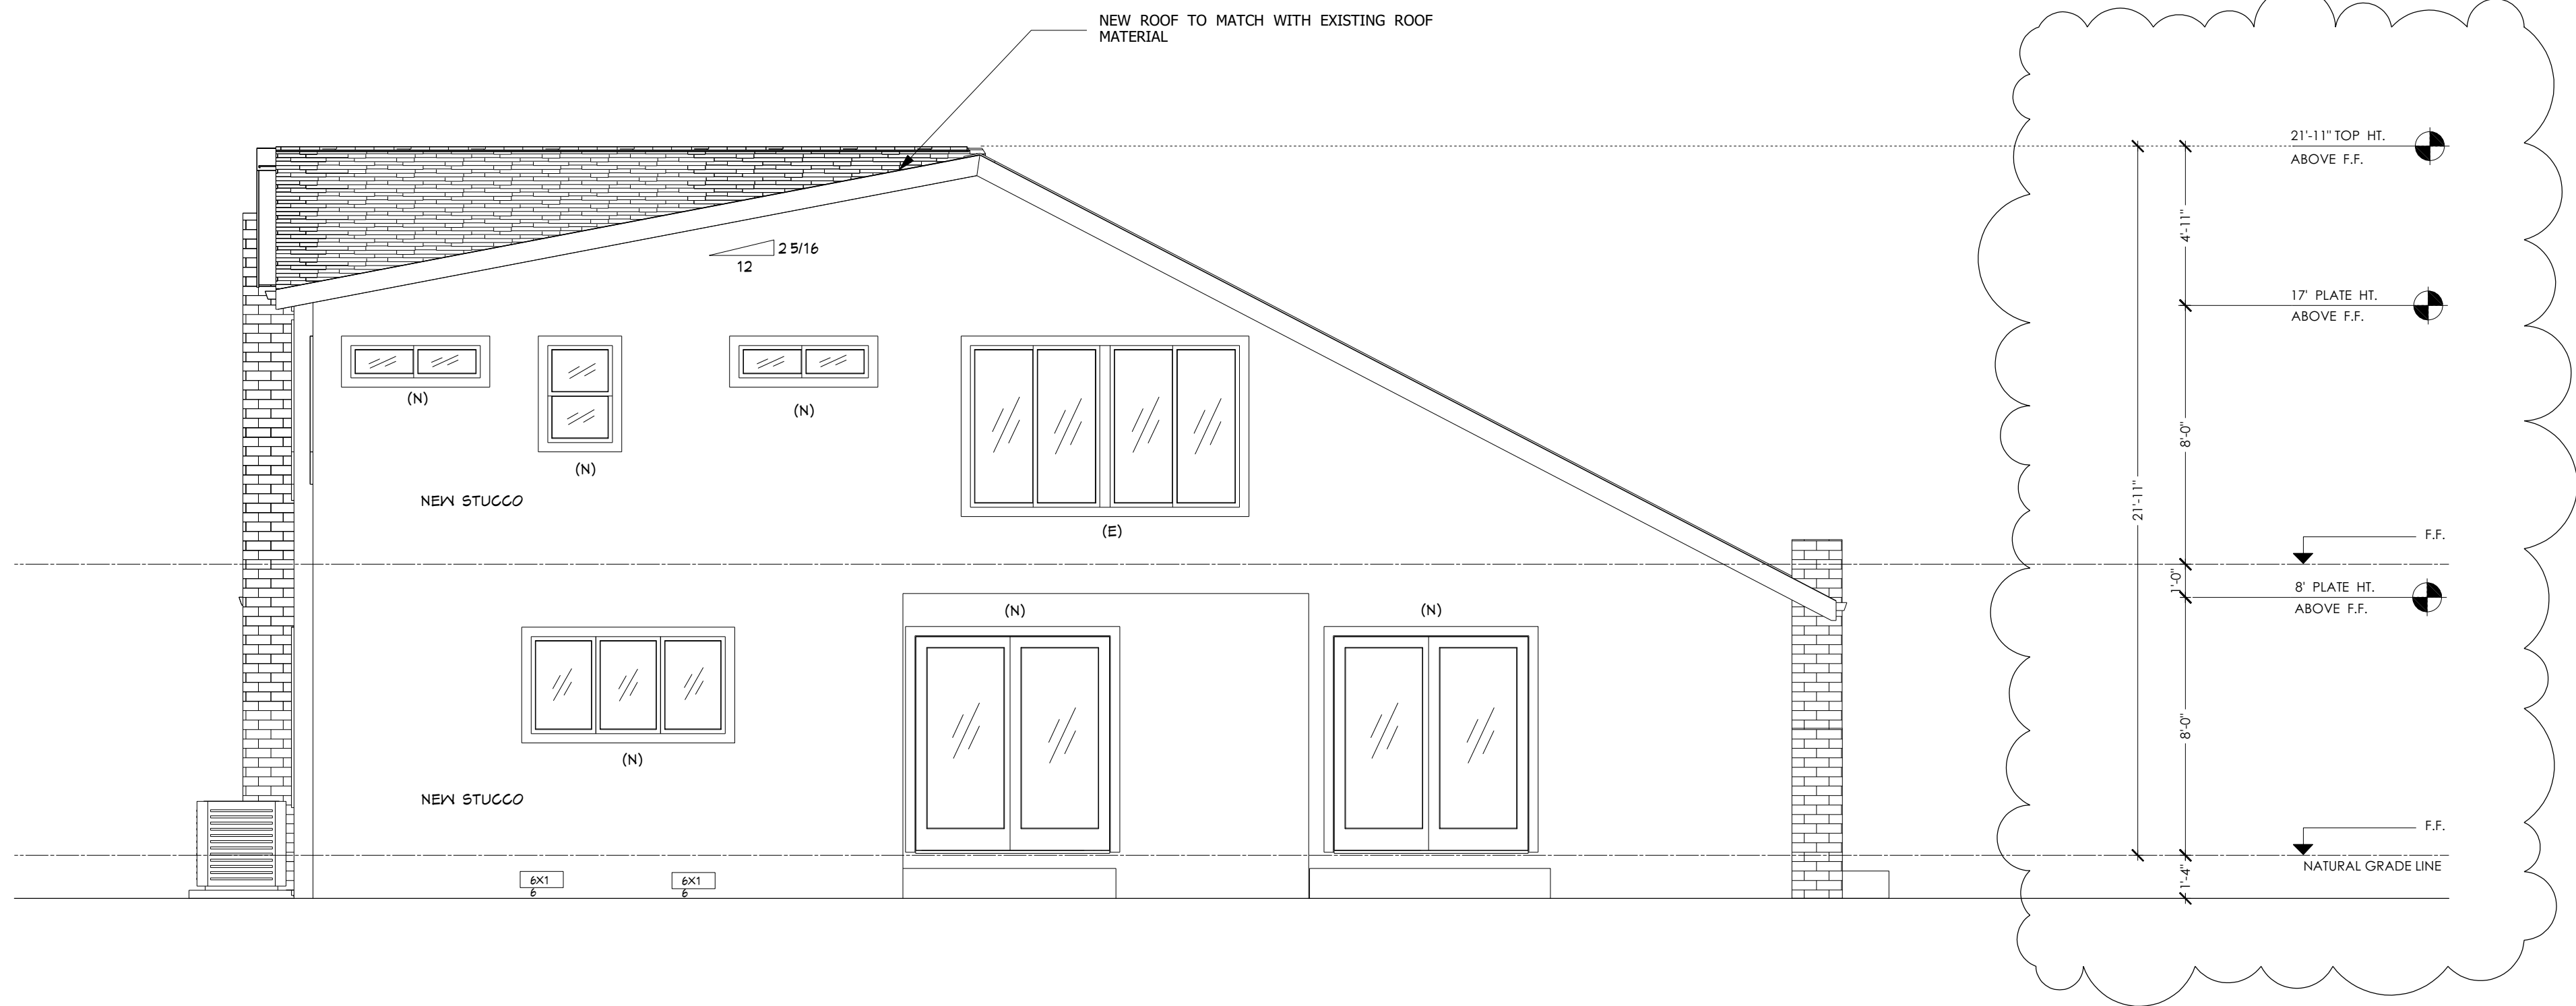 NEW ROOF TO MATCH WITH EXISTING ROOF
MATERIAL
21'-11" TOP HT.
ABOVE F.F.
4'-11"
2 5/16
12
17' PLATE HT.
ABOVE F.F.
(N)
(N)
(N)
8'-0"
NEW STUCCO
21'-11"
(E)
F.F.
1'-0"
8' PLATE HT.
ABOVE F.F.
(N)
(N)
8'-0"
(N)
NEW STUCCO
F.F.
NATURAL GRADE LINE
1'-4"
6X1
6
6X1
6